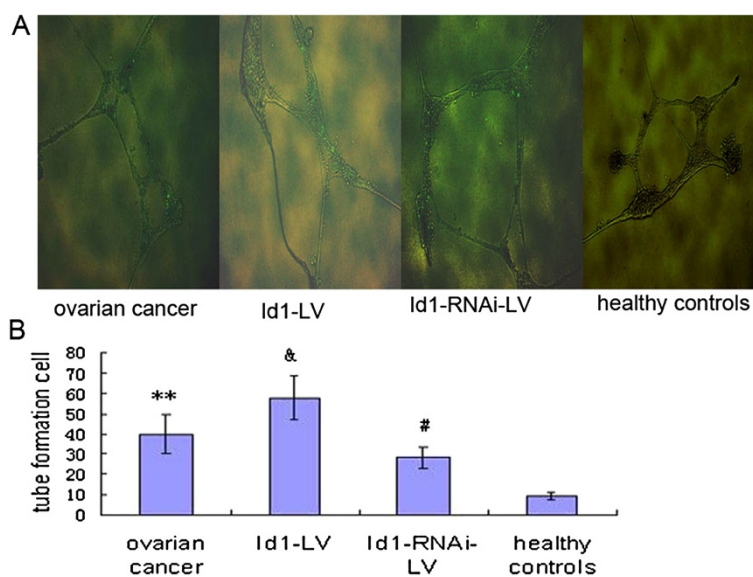 A
ovarian cancer
Id1-LV
Id1-RNAi-LV
healthy controls
B
tube formation cell
80
70
60
50
40
30
20
10
0
**
&
#
ovarian
cancer
Id1-LV
Id1-RNAi-
LV
healthy
controls